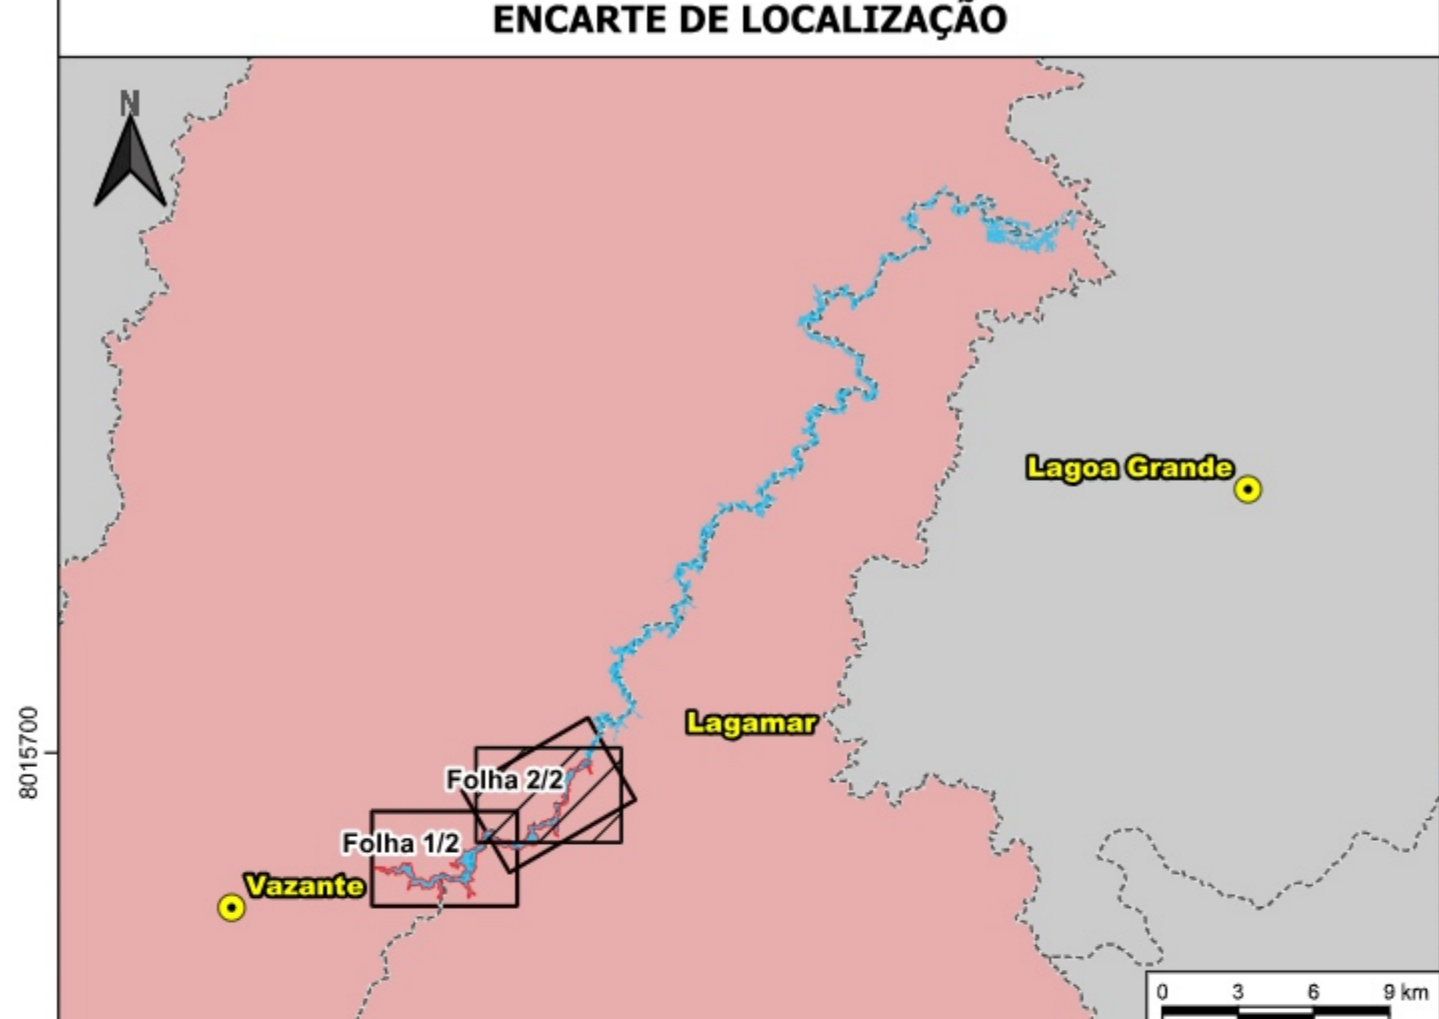 ENCARTE DE LOCALIZAÇÃO
N
Lagoa Grande
8015700
Lagamar
Folha 2/2
Folha 1/2
Vazante
0 3 6 9 km